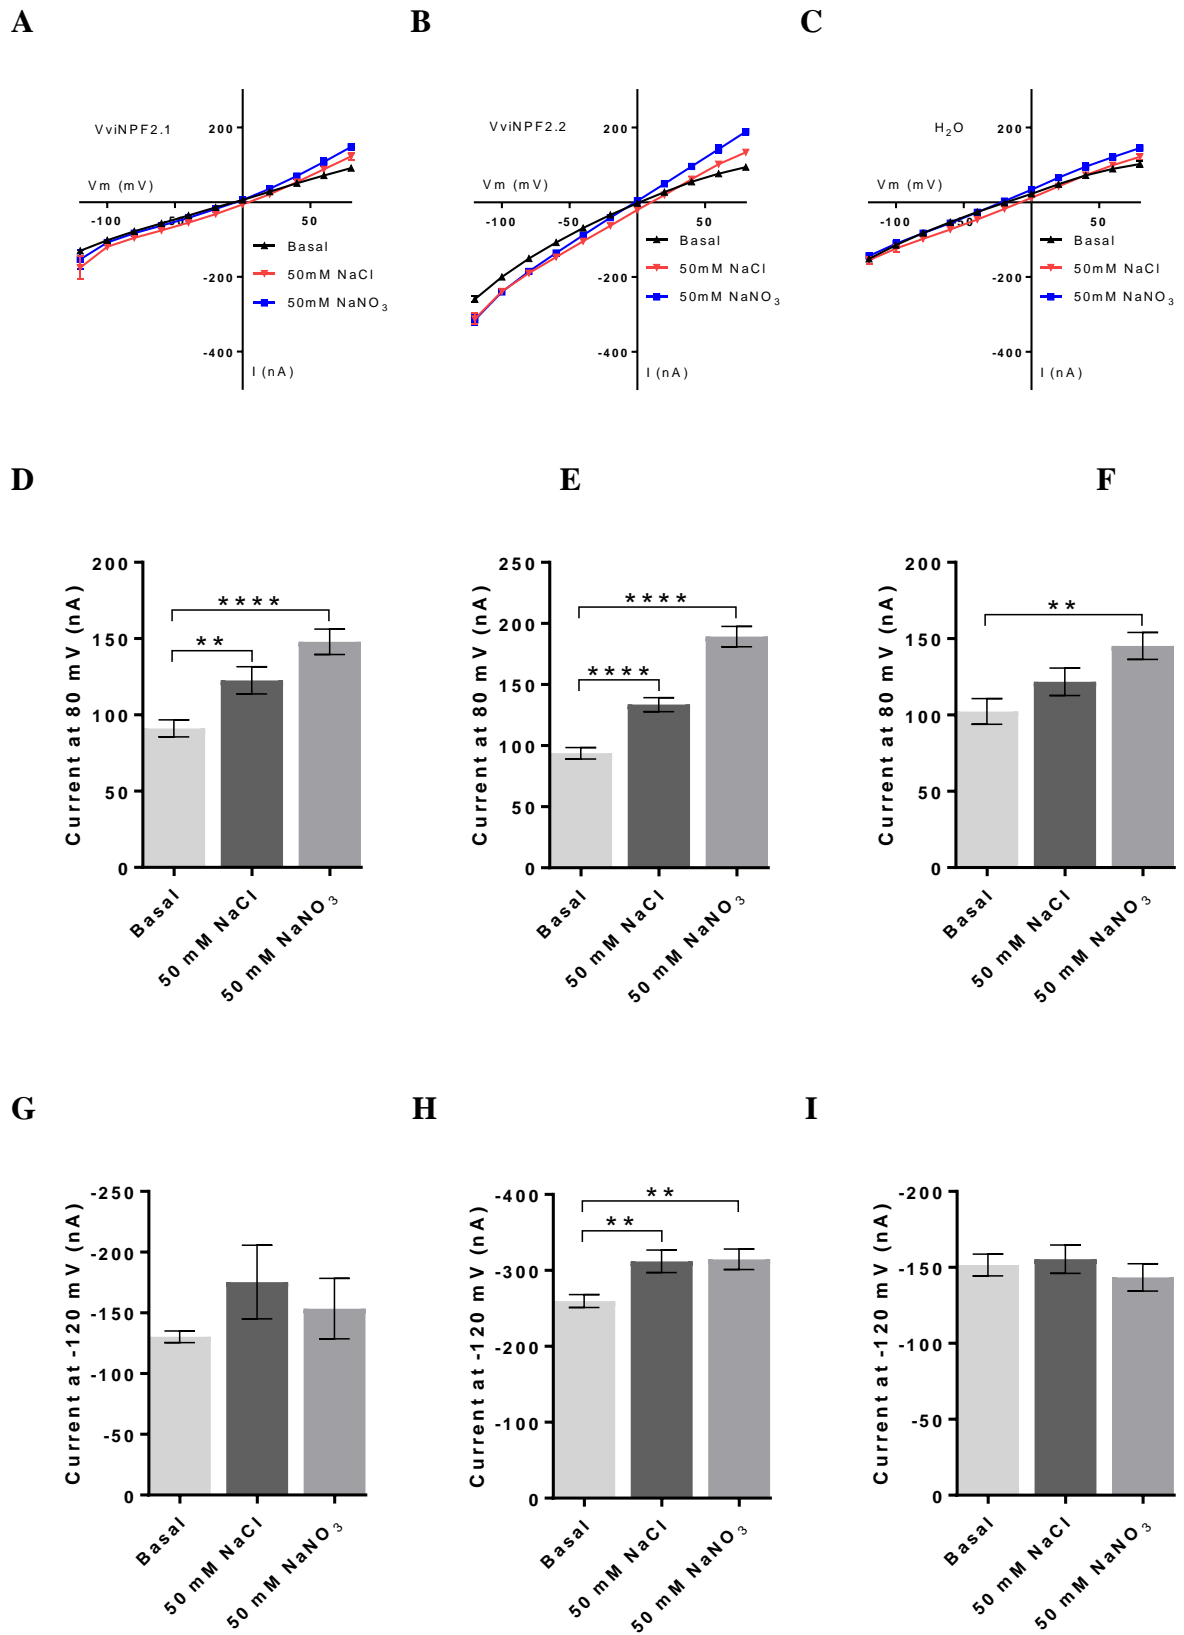 A B C
VviNPF2.1
200
Vm (mV)
-100 -50 50
Basal
50mM NaCl
50mM NaNO3
-200
-400
I (nA)
VviNPF2.2
200
Vm (mV)
-100 -50 50
Basal
50mM NaCl
50mM NaNO3
-200
-400
I (nA)
H2O
200
Vm (mV)
-100 -50 50
Basal
50mM NaCl
50mM NaNO3
-200
-400
I (nA)
D E F
Current at 80 mV (nA)
200
150
100
50
0
****
**
Basal
50 mM NaCl
50 mM NaNO3
Current at 80 mV (nA)
250
200
150
100
50
0
****
****
Basal
50 mM NaCl
50 mM NaNO3
Current at 80 mV (nA)
200
150
100
50
0
**
Basal
50 mM NaCl
50 mM NaNO3
G H I
Current at -120 mV (nA)
-250
-200
-150
-100
-50
0
Basal
50 mM NaCl
50 mM NaNO3
Current at -120 mV (nA)
-400
-300
-200
-100
0
**
**
Basal
50 mM NaCl
50 mM NaNO3
Current at -120 mV (nA)
-200
-150
-100
-50
0
Basal
50 mM NaCl
50 mM NaNO3